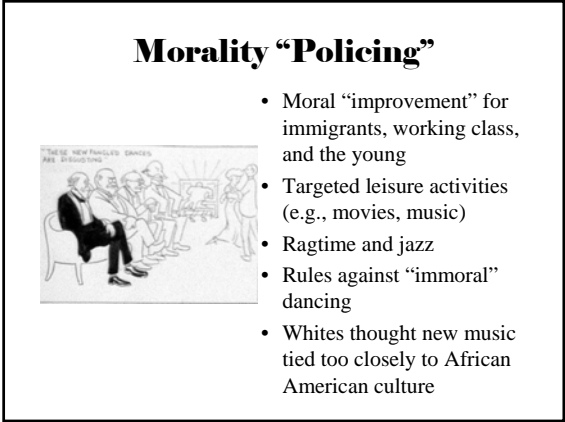 Morality “Policing”
"THESE NEW FANGLED DANCES
ARE DISGUSTING"
• Moral “improvement” for
immigrants, working class,
and the young
• Targeted leisure activities
(e.g., movies, music)
• Ragtime and jazz
• Rules against “immoral”
dancing
• Whites thought new music
tied too closely to African
American culture